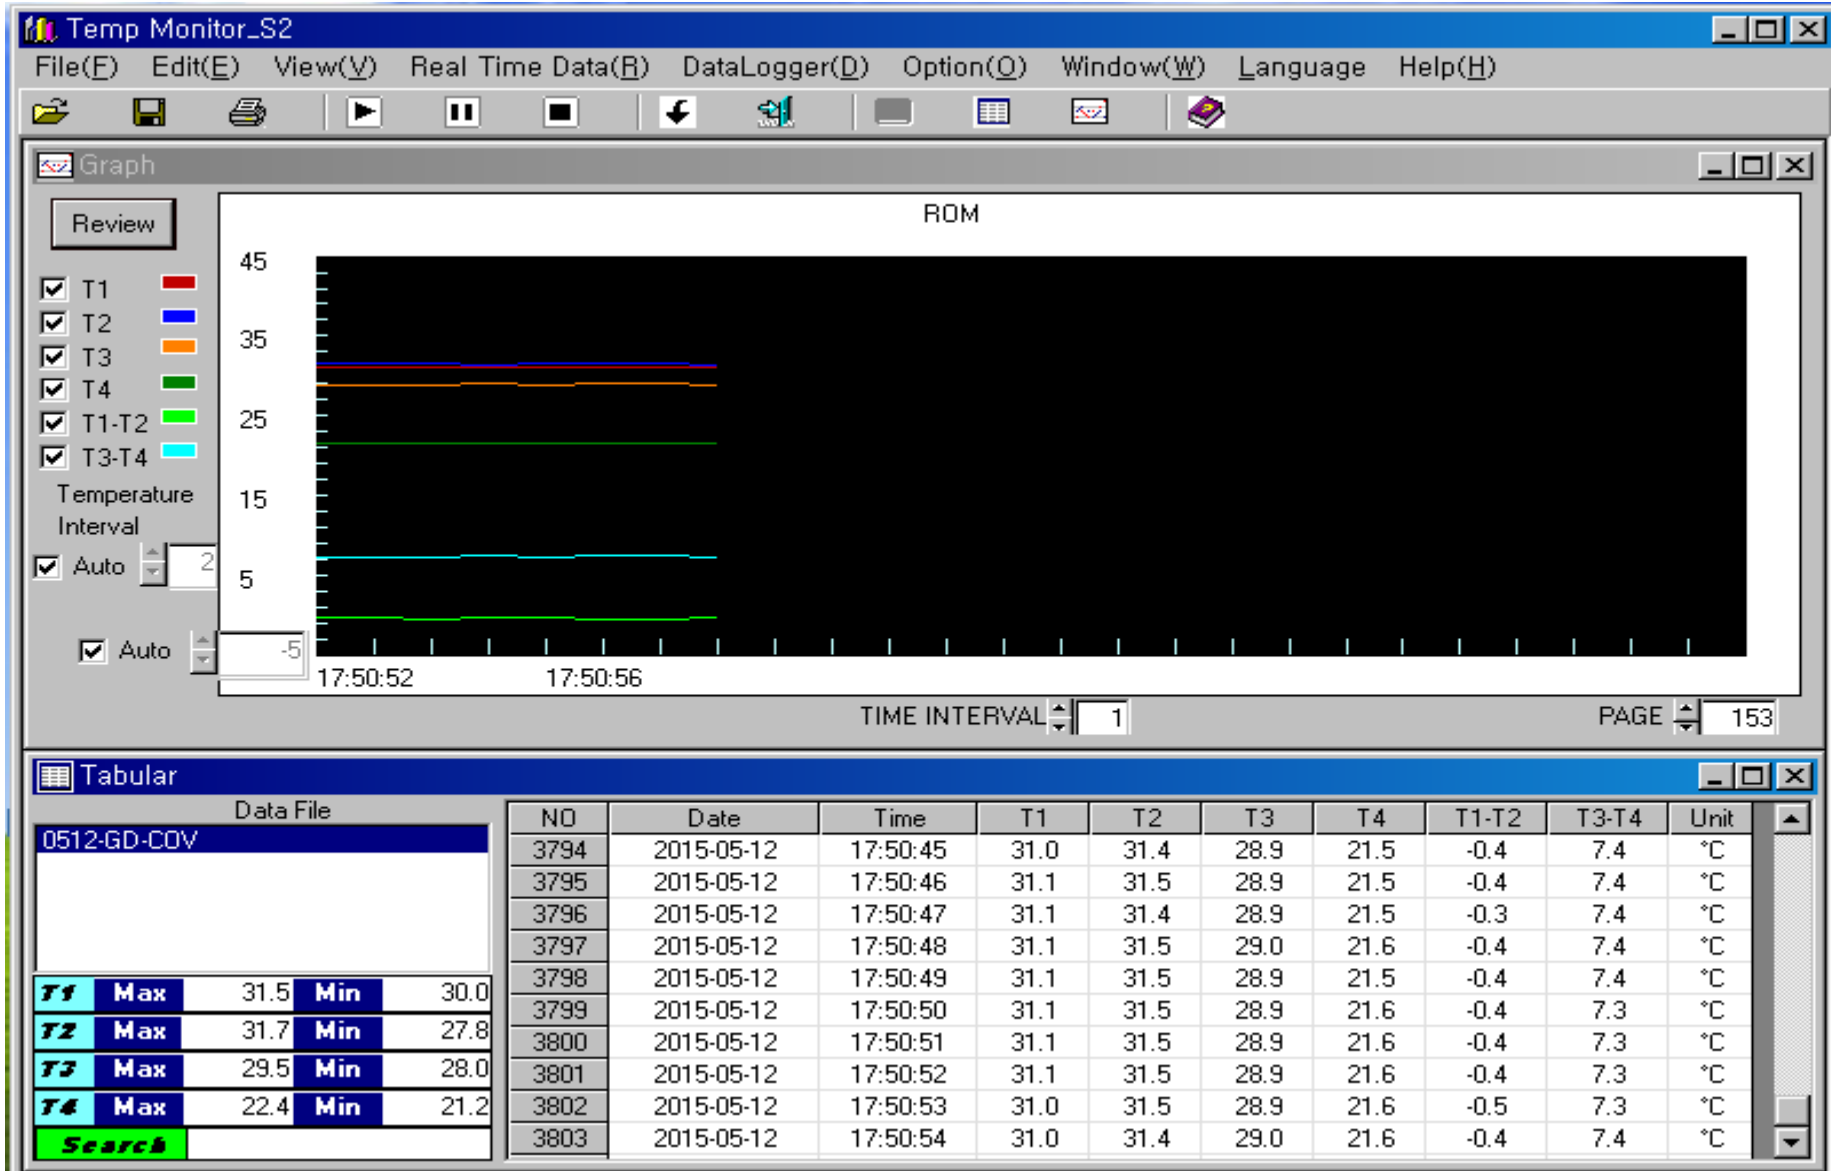 Temp Monitor_S2
File(F) Edit(E) View(V) Real Time Data(R) DataLogger(D) Option(O) Window(W) Language Help(H)
Graph
Review
ROM
T1
T2
T3
T4
T1-T2
T3-T4
Temperature
Interval
Auto 2
Auto -5
45
35
25
15
5
17:50:52 17:50:56
TIME INTERVAL 1 PAGE 153
Tabular
Data File
0512-GD-COV
T1 Max 31.5 Min 30.0
T2 Max 31.7 Min 27.8
T3 Max 29.5 Min 28.0
T4 Max 22.4 Min 21.2
Search
NO Date Time T1 T2 T3 T4 T1-T2 T3-T4 Unit
3794 2015-05-12 17:50:45 31.0 31.4 28.9 21.5 -0.4 7.4 °C
3795 2015-05-12 17:50:46 31.1 31.5 28.9 21.5 -0.4 7.4 °C
3796 2015-05-12 17:50:47 31.1 31.4 28.9 21.5 -0.3 7.4 °C
3797 2015-05-12 17:50:48 31.1 31.5 29.0 21.6 -0.4 7.4 °C
3798 2015-05-12 17:50:49 31.1 31.5 28.9 21.5 -0.4 7.4 °C
3799 2015-05-12 17:50:50 31.1 31.5 28.9 21.6 -0.4 7.3 °C
3800 2015-05-12 17:50:51 31.1 31.5 28.9 21.6 -0.4 7.3 °C
3801 2015-05-12 17:50:52 31.1 31.5 28.9 21.6 -0.4 7.3 °C
3802 2015-05-12 17:50:53 31.0 31.5 28.9 21.6 -0.5 7.3 °C
3803 2015-05-12 17:50:54 31.0 31.4 29.0 21.6 -0.4 7.4 °C